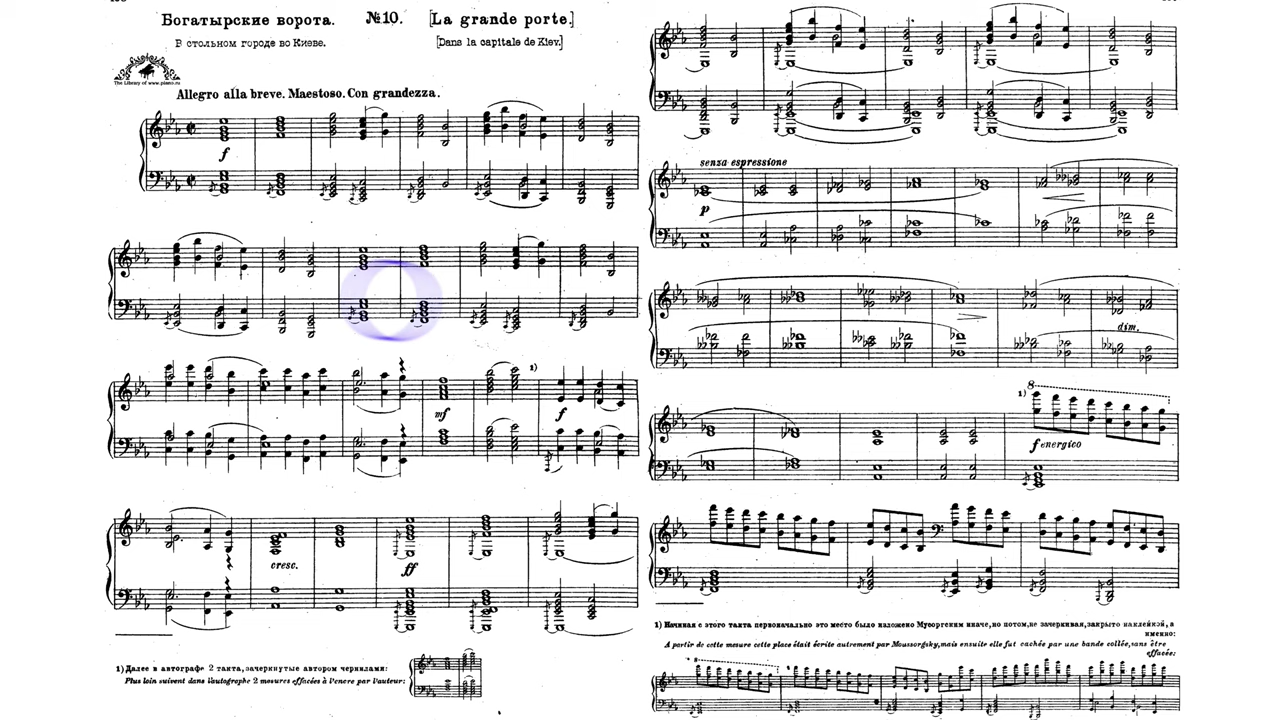 Богатырские ворота. №10. [La grande porte.]
В стольном городе во Киеве. [Dans la capitale de Kiev.]
The Library of www.piano.ru
Allegro alla breve. Maestoso. Con grandezza.
f
mf
1)
f
cresc.
ff
1) Далее в автографе 2 такта, зачеркнутые автором чернилами:
Plus loin suivent dans l'autographe 2 mesures effacées à l'encre par l'auteur:
senza espressione
p
dim.
1) 8
f energico
1) Начиная с этого такта первоначально это место было изложено Мусоргским иначе, но потом, не зачеркивая, закрыто наклейкой, а
именно:
A partir de cette mesure cette place était écrite autrement par Moussorgsky, mais ensuite elle fut cachée par une bande collée, sans être
effacée:
8